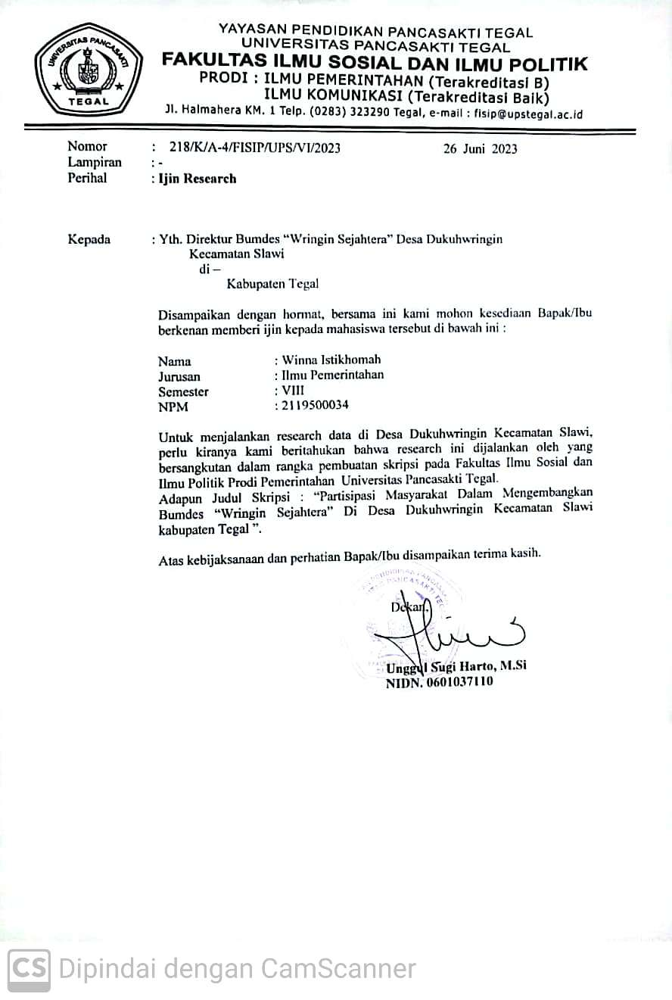 YAYASAN PENDIDIKAN PANCASAKTI TEGAL
UNIVERSITAS PANCASAKTI TEGAL
FAKULTAS ILMU SOSIAL DAN ILMU POLITIK
PRODI : ILMU PEMERINTAHAN (Terakreditasi B)
ILMU KOMUNIKASI (Terakreditasi Baik)
Jl. Halmahera KM. 1 Telp. (0283) 323290 Tegal, e-mail : fisip@upstegal.ac.id
UNIVERSITAS PANCASAKTI
TEGAL
Nomor : 218/K/A-4/FISIP/UPS/VI/2023 26 Juni 2023
Lampiran : -
Perihal : Ijin Research
Kepada : Yth. Direktur Bumdes “Wringin Sejahtera” Desa Dukuhwringin
Kecamatan Slawi
di –
Kabupaten Tegal
Disampaikan dengan hormat, bersama ini kami mohon kesediaan Bapak/Ibu
berkenan memberi ijin kepada mahasiswa tersebut di bawah ini :
Nama : Winna Istikhomah
Jurusan : Ilmu Pemerintahan
Semester : VIII
NPM : 2119500034
Untuk menjalankan research data di Desa Dukuhwringin Kecamatan Slawi,
perlu kiranya kami beritahukan bahwa research ini dijalankan oleh yang
bersangkutan dalam rangka pembuatan skripsi pada Fakultas Ilmu Sosial dan
Ilmu Politik Prodi Pemerintahan Universitas Pancasakti Tegal.
Adapun Judul Skripsi : “Partisipasi Masyarakat Dalam Mengembangkan
Bumdes “Wringin Sejahtera” Di Desa Dukuhwringin Kecamatan Slawi
kabupaten Tegal ”.
Atas kebijaksanaan dan perhatian Bapak/Ibu disampaikan terima kasih.
Dekan,
Unggul Sugi Harto, M.Si
NIDN. 0601037110
CS Dipindai dengan CamScanner